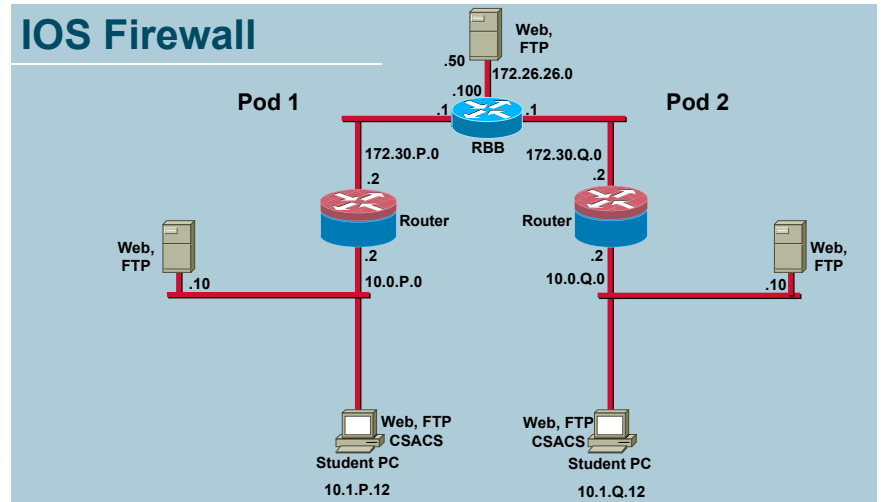 IOS Firewall
Web,
FTP
.50
172.26.26.0
.100
Pod 1
Pod 2
.1
.1
RBB
172.30.P.0
172.30.Q.0
.2
.2
Router
Router
Web,
FTP
Web,
FTP
.2
.2
10.0.P.0
10.0.Q.0
.10
.10
Web, FTP
CSACS
Web, FTP
CSACS
Student PC
Student PC
10.1.P.12
10.1.Q.12